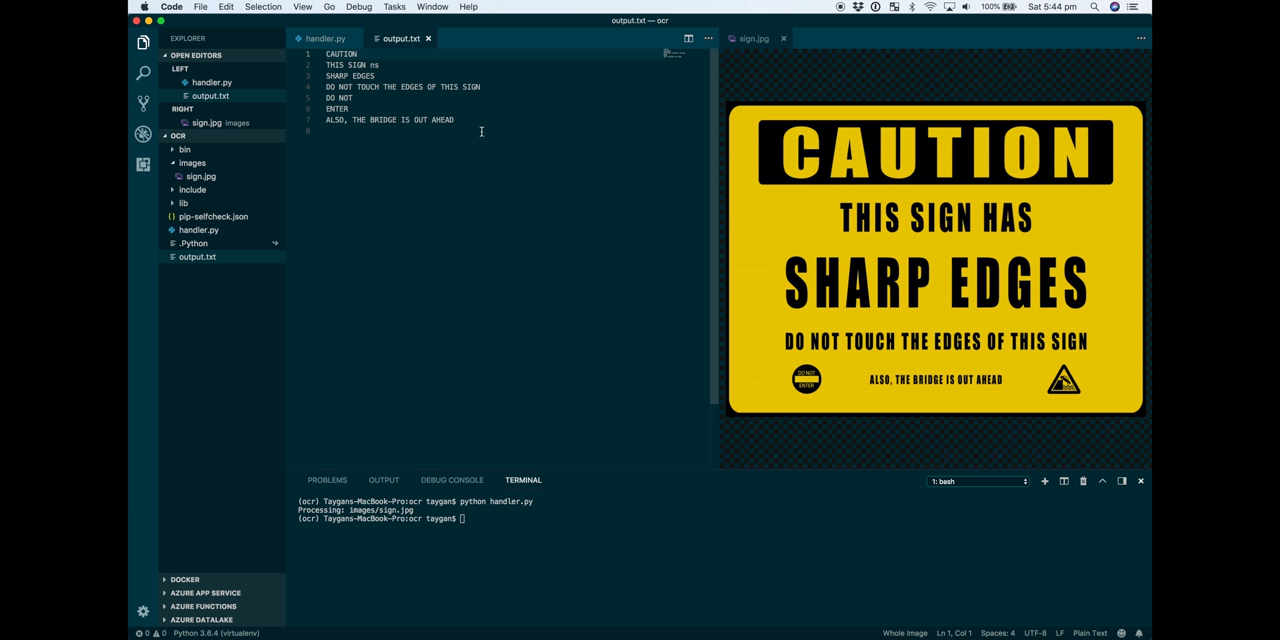 Code File Edit Selection View Go Debug Tasks Window Help 100% Sat 5:44 pm
output.txt — ocr
EXPLORER
OPEN EDITORS
LEFT
handler.py
output.txt
RIGHT
sign.jpg images
OCR
bin
images
sign.jpg
include
lib
{} pip-selfcheck.json
handler.py
.Python
output.txt
DOCKER
AZURE APP SERVICE
AZURE FUNCTIONS
AZURE DATALAKE
handler.py output.txt
1 CAUTION
2 THIS SIGN ns
3 SHARP EDGES
4 DO NOT TOUCH THE EDGES OF THIS SIGN
5 DO NOT
6 ENTER
7 ALSO, THE BRIDGE IS OUT AHEAD
8
sign.jpg
CAUTION
THIS SIGN HAS
SHARP EDGES
DO NOT TOUCH THE EDGES OF THIS SIGN
DO NOT
ENTER
ALSO, THE BRIDGE IS OUT AHEAD
PROBLEMS OUTPUT DEBUG CONSOLE TERMINAL 1: bash
(ocr) Taygans-MacBook-Pro:ocr taygan$ python handler.py
Processing: images/sign.jpg
(ocr) Taygans-MacBook-Pro:ocr taygan$
0 0 Python 3.6.4 (virtualenv) Whole Image Ln 1, Col 1 Spaces: 4 UTF-8 LF Plain Text